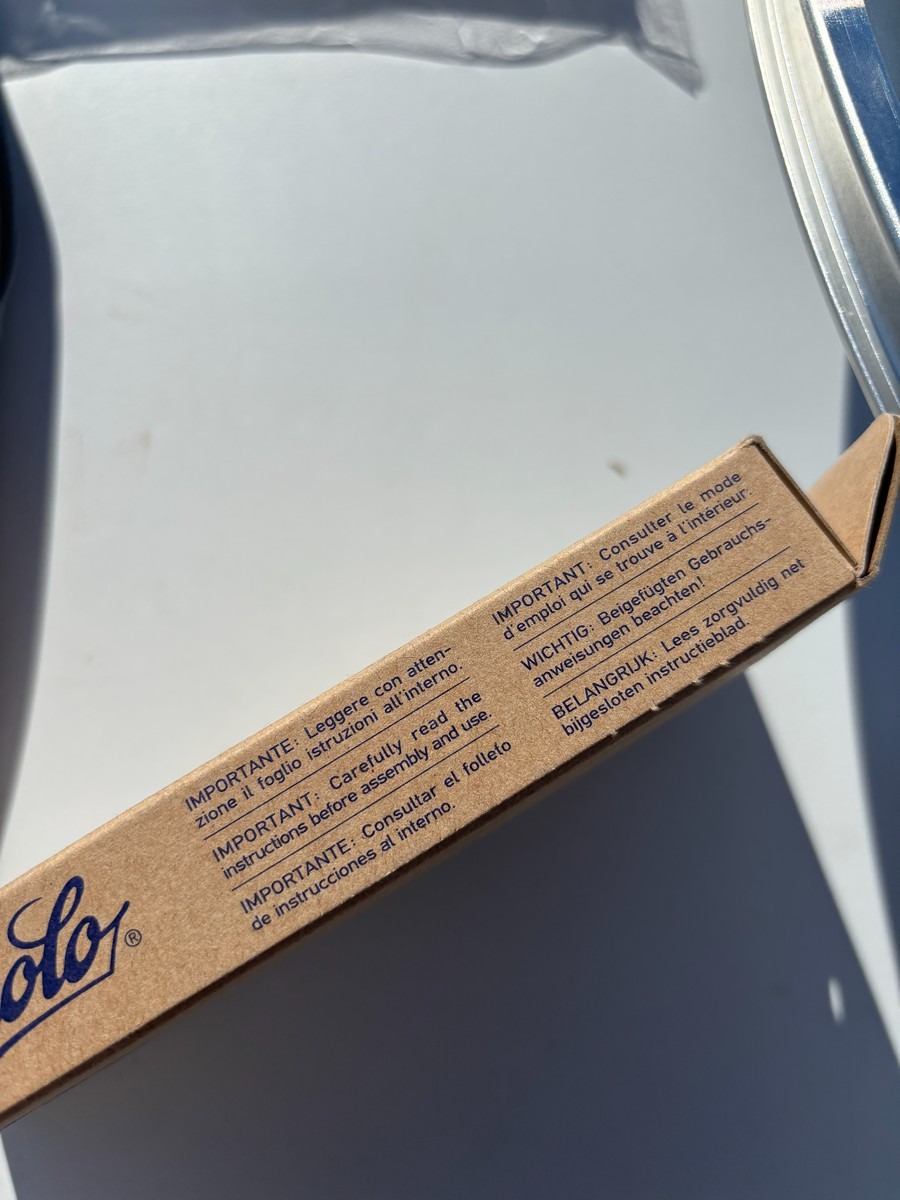 IMPORTANTE: Leggere con atten-
zione il foglio istruzioni all'interno.
IMPORTANT: Carefully read the
instructions before assembly and use.
IMPORTANTE: Consultar el folleto
de instrucciones al interno.
IMPORTANT: Consulter le mode
d'emploi qui se trouve à l'intérieur.
WICHTIG: Beigefügten Gebrauchs-
anweisungen beachten!
BELANGRIJK: Lees zorgvuldig net
bijgesloten instructieblad.
olo®